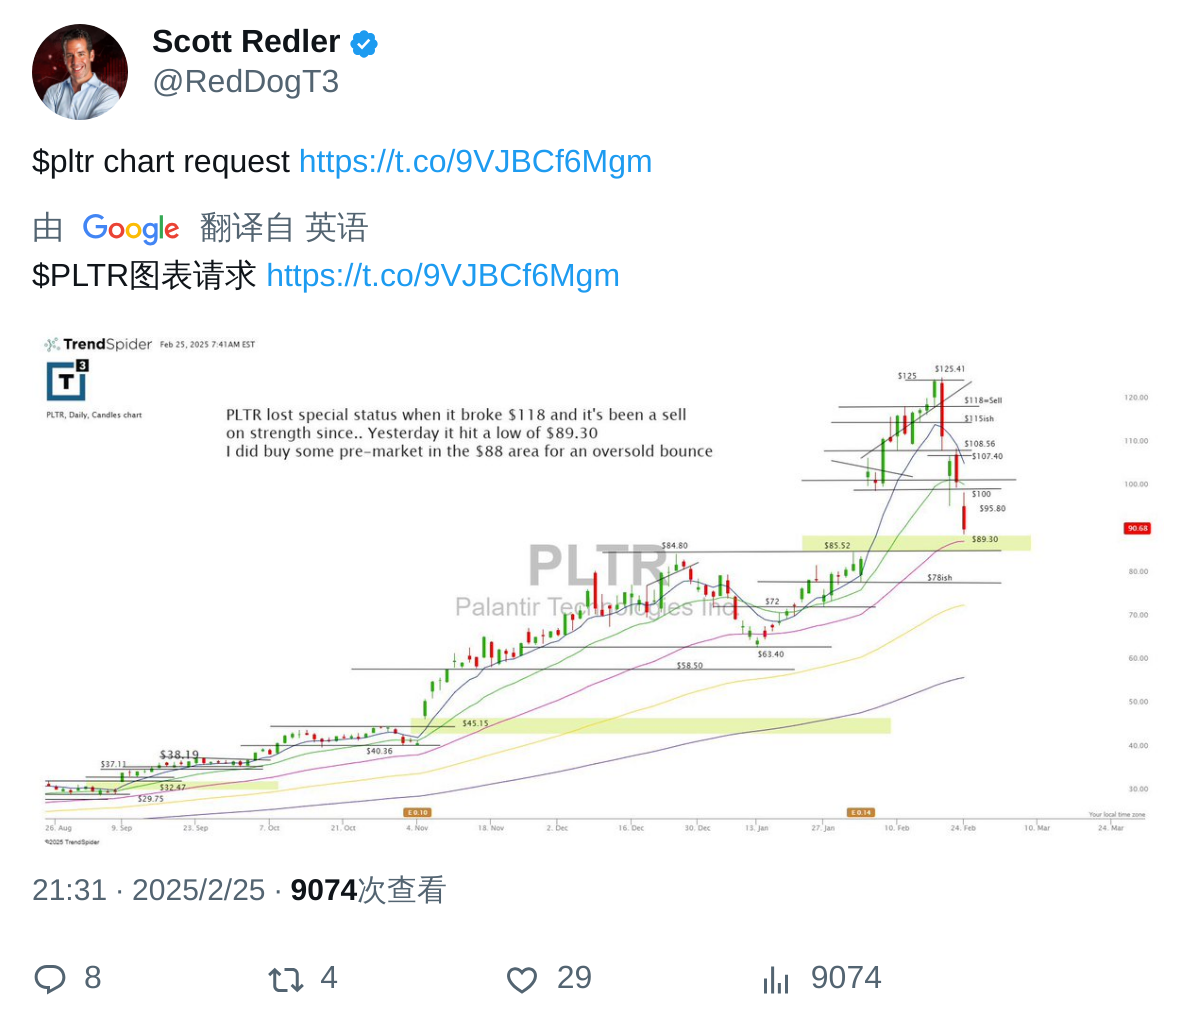 Scott Redler
@RedDogT3
$pltr chart request https://t.co/9VJBCf6Mgm
由 Google 翻译自 英语
$PLTR图表请求 https://t.co/9VJBCf6Mgm
TrendSpider Feb 25, 2025 7:41AM EST
T3
PLTR, Daily, Candles chart
PLTR lost special status when it broke $118 and it's been a sell
on strength since.. Yesterday it hit a low of $89.30
I did buy some pre-market in the $88 area for an oversold bounce
$125.41
$125
$118=Sell
$115ish
$108.56
$107.40
$100
$95.80
$89.30
$85.52
$84.80
$78ish
$72
$63.40
$58.50
$45.15
$40.36
$38.19
$37.11
$32.47
$29.75
PLTR
Palantir Technologies Inc.
120.00
110.00
100.00
90.68
80.00
70.00
60.00
50.00
40.00
30.00
E 0.10
E 0.14
Your local time zone
26. Aug 9. Sep 23. Sep 7. Oct 21. Oct 4. Nov 18. Nov 2. Dec 16. Dec 30. Dec 13. Jan 27. Jan 10. Feb 24. Feb 10. Mar 24. Mar
©2025 TrendSpider
21:31 · 2025/2/25 · 9074次查看
8 4 29 9074